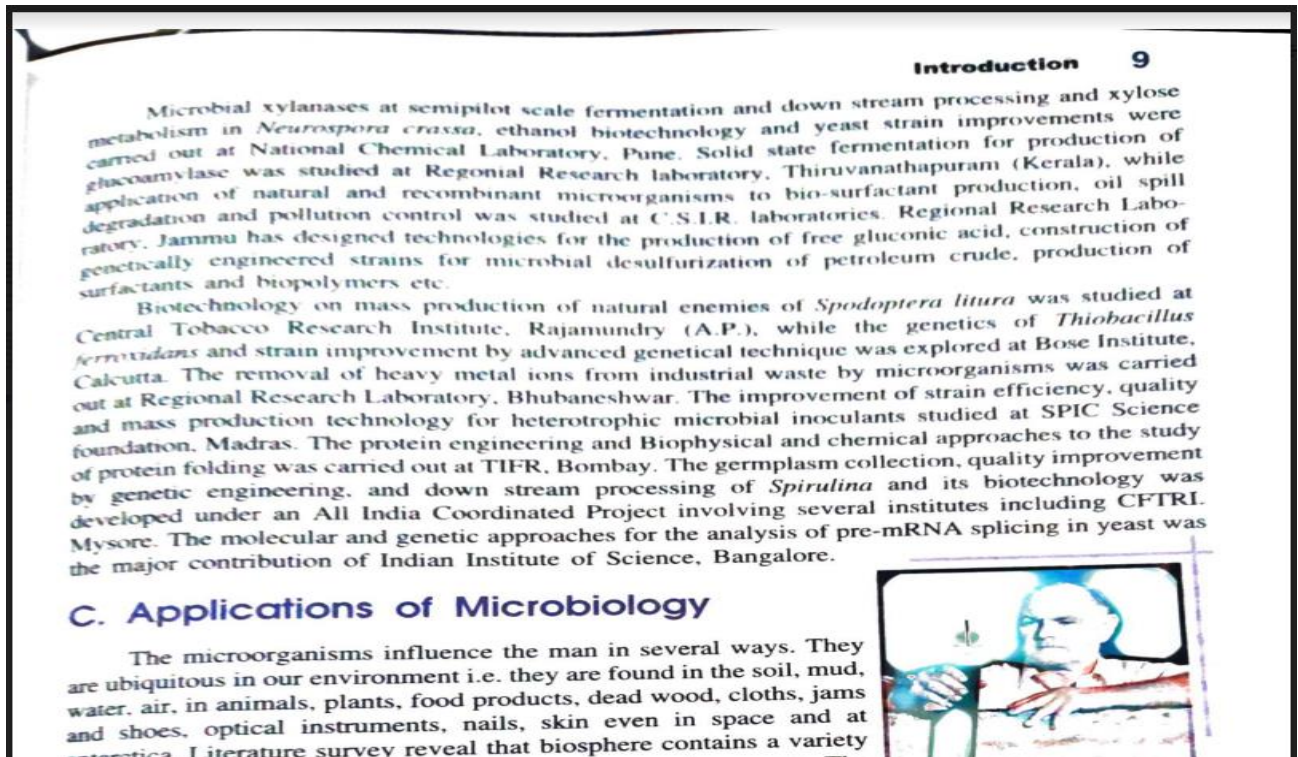 Introduction 9
Microbial xylanases at semipilot scale fermentation and down stream processing and xylose
metabolism in Neurospora crassa, ethanol biotechnology and yeast strain improvements were
carried out at National Chemical Laboratory, Pune. Solid state fermentation for production of
glucoamylase was studied at Regonial Research laboratory, Thiruvanathapuram (Kerala), while
application of natural and recombinant microorganisms to bio-surfactant production, oil spill
degradation and pollution control was studied at C.S.I.R. laboratories. Regional Research Labo-
ratory, Jammu has designed technologies for the production of free gluconic acid, construction of
genetically engineered strains for microbial desulfurization of petroleum crude, production of
surfactants and biopolymers etc.
Biotechnology on mass production of natural enemies of Spodoptera litura was studied at
Central Tobacco Research Institute, Rajamundry (A.P.), while the genetics of Thiobacillus
ferroxidans and strain improvement by advanced genetical technique was explored at Bose Institute,
Calcutta. The removal of heavy metal ions from industrial waste by microorganisms was carried
out at Regional Research Laboratory, Bhubaneshwar. The improvement of strain efficiency, quality
and mass production technology for heterotrophic microbial inoculants studied at SPIC Science
foundation, Madras. The protein engineering and Biophysical and chemical approaches to the study
of protein folding was carried out at TIFR, Bombay. The germplasm collection, quality improvement
by genetic engineering, and down stream processing of Spirulina and its biotechnology was
developed under an All India Coordinated Project involving several institutes including CFTRI.
Mysore. The molecular and genetic approaches for the analysis of pre-mRNA splicing in yeast was
the major contribution of Indian Institute of Science, Bangalore.
C. Applications of Microbiology
The microorganisms influence the man in several ways. They
are ubiquitous in our environment i.e. they are found in the soil, mud,
water, air, in animals, plants, food products, dead wood, cloths, jams
and shoes, optical instruments, nails, skin even in space and at
Literature survey reveal that biosphere contains a variety